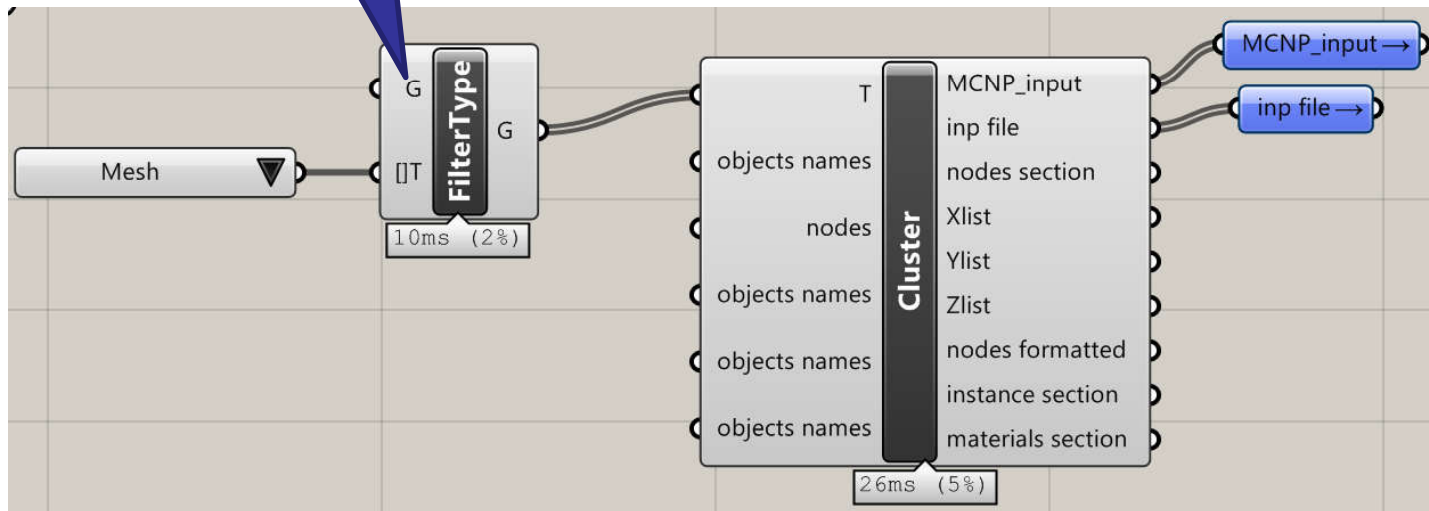 Mesh
G
[]T
FilterType
G
10ms (2%)
T
objects names
nodes
objects names
objects names
objects names
Cluster
MCNP_input
inp file
nodes section
Xlist
Ylist
Zlist
nodes formatted
instance section
materials section
26ms (5%)
MCNP_input→
inp file→